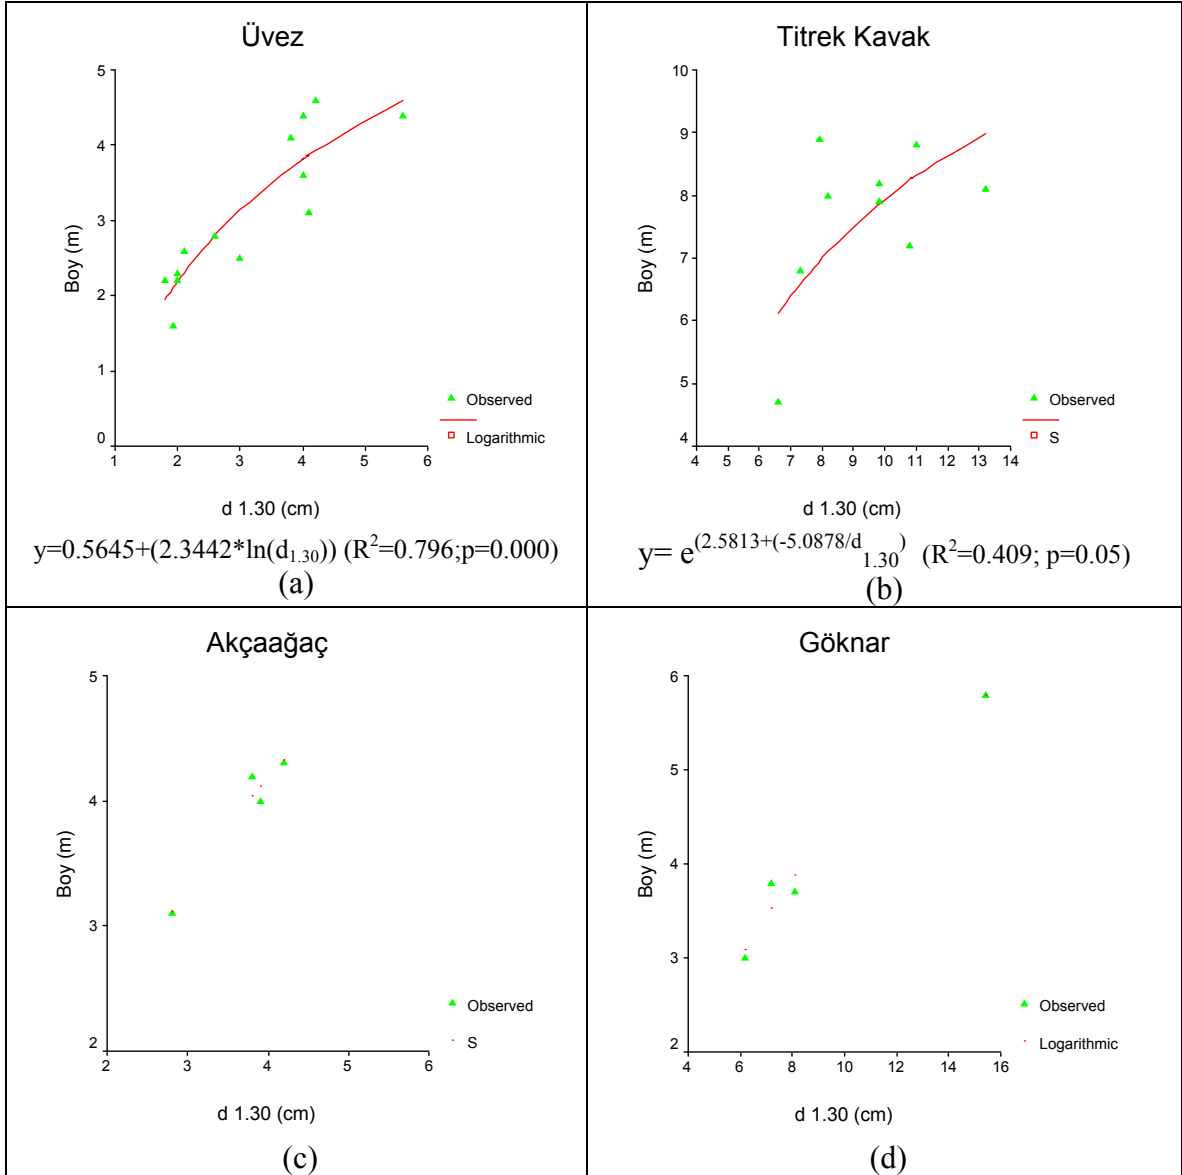 Üvez
5
4
3
2
1
0
1 2 3 4 5 6
Boy (m)
d 1.30 (cm)
Observed
Logarithmic
y=0.5645+(2.3442*ln(d1.30)) (R²=0.796;p=0.000)
(a)
Titrek Kavak
10
9
8
7
6
5
4
4 5 6 7 8 9 10 11 12 13 14
Boy (m)
d 1.30 (cm)
Observed
S
y= e^(2.5813+(-5.0878/d1.30) (R²=0.409; p=0.05)
(b)
Akçaağaç
5
4
3
2
2 3 4 5 6
Boy (m)
d 1.30 (cm)
Observed
S
(c)
Göknar
6
5
4
3
2
4 6 8 10 12 14 16
Boy (m)
d 1.30 (cm)
Observed
Logarithmic
(d)